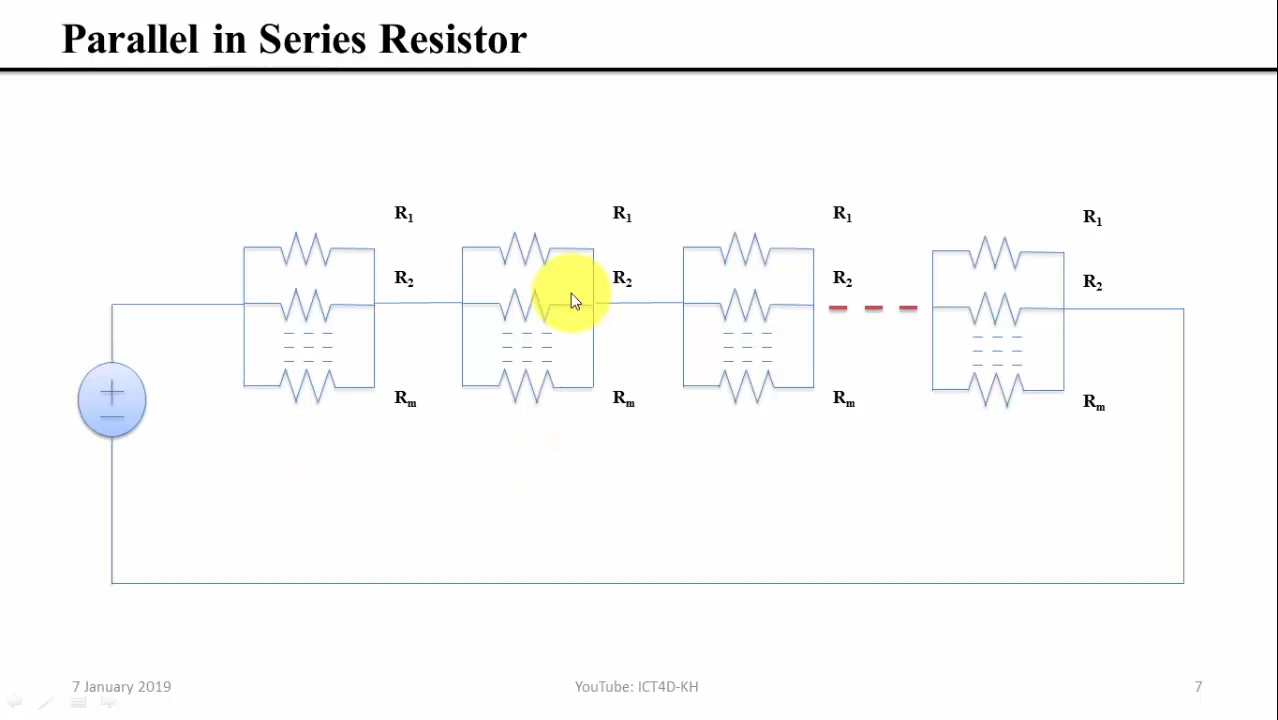 Parallel in Series Resistor
R1 R1 R1 R1
R2 R2 R2 R2
Rm Rm Rm Rm
7 January 2019 YouTube: ICT4D-KH 7